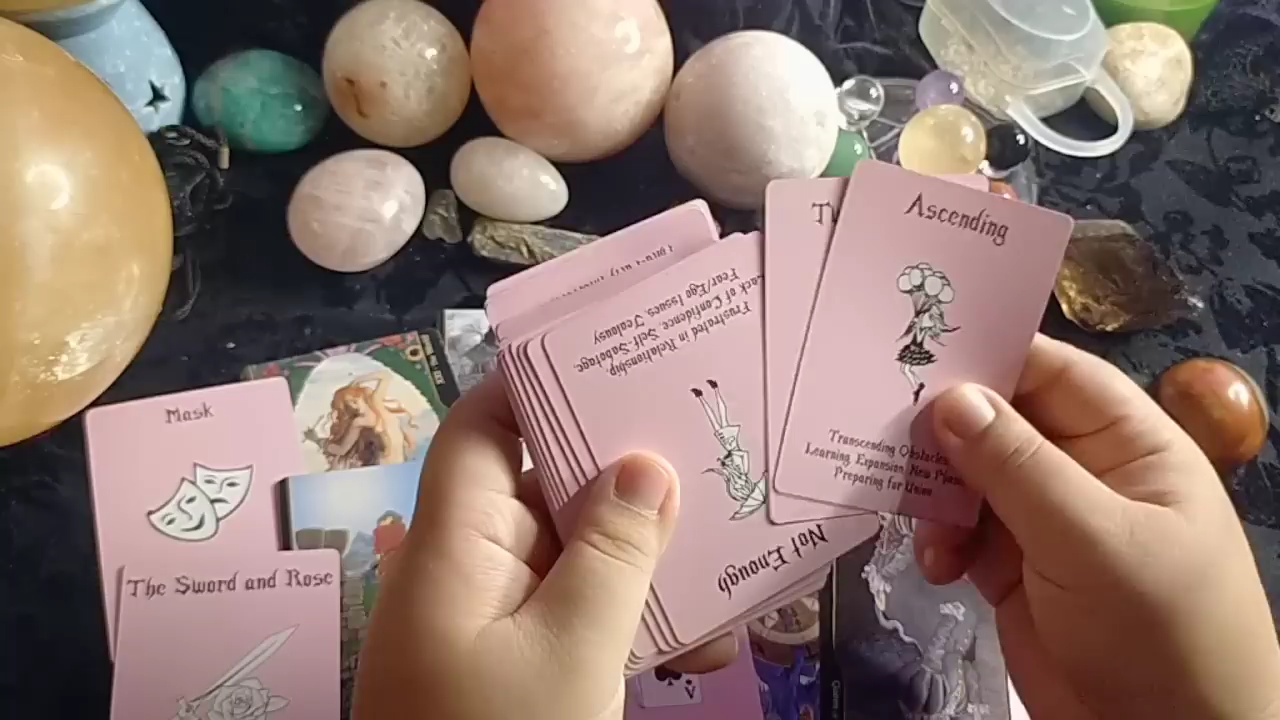 Ascending
Transcending Obstacles
Learning, Expansion, New
Preparing for Union
Not Enough
Frustrated in Relationship,
Lack of Confidence, Self-Sabotage,
Fear/Ego Issues, Jealousy
Mask
The Sword and Rose
A